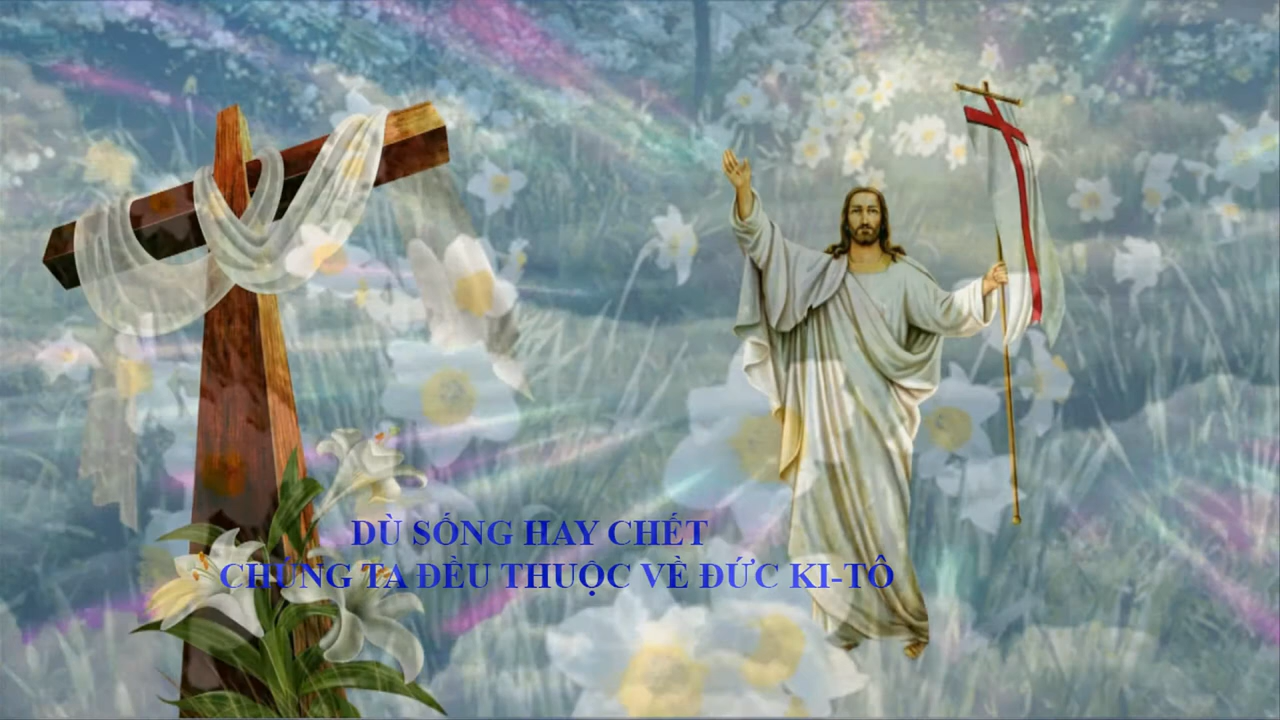 DÙ SỐNG HAY CHẾT
CHÚNG TA ĐỀU THUỘC VỀ ĐỨC KI-TÔ